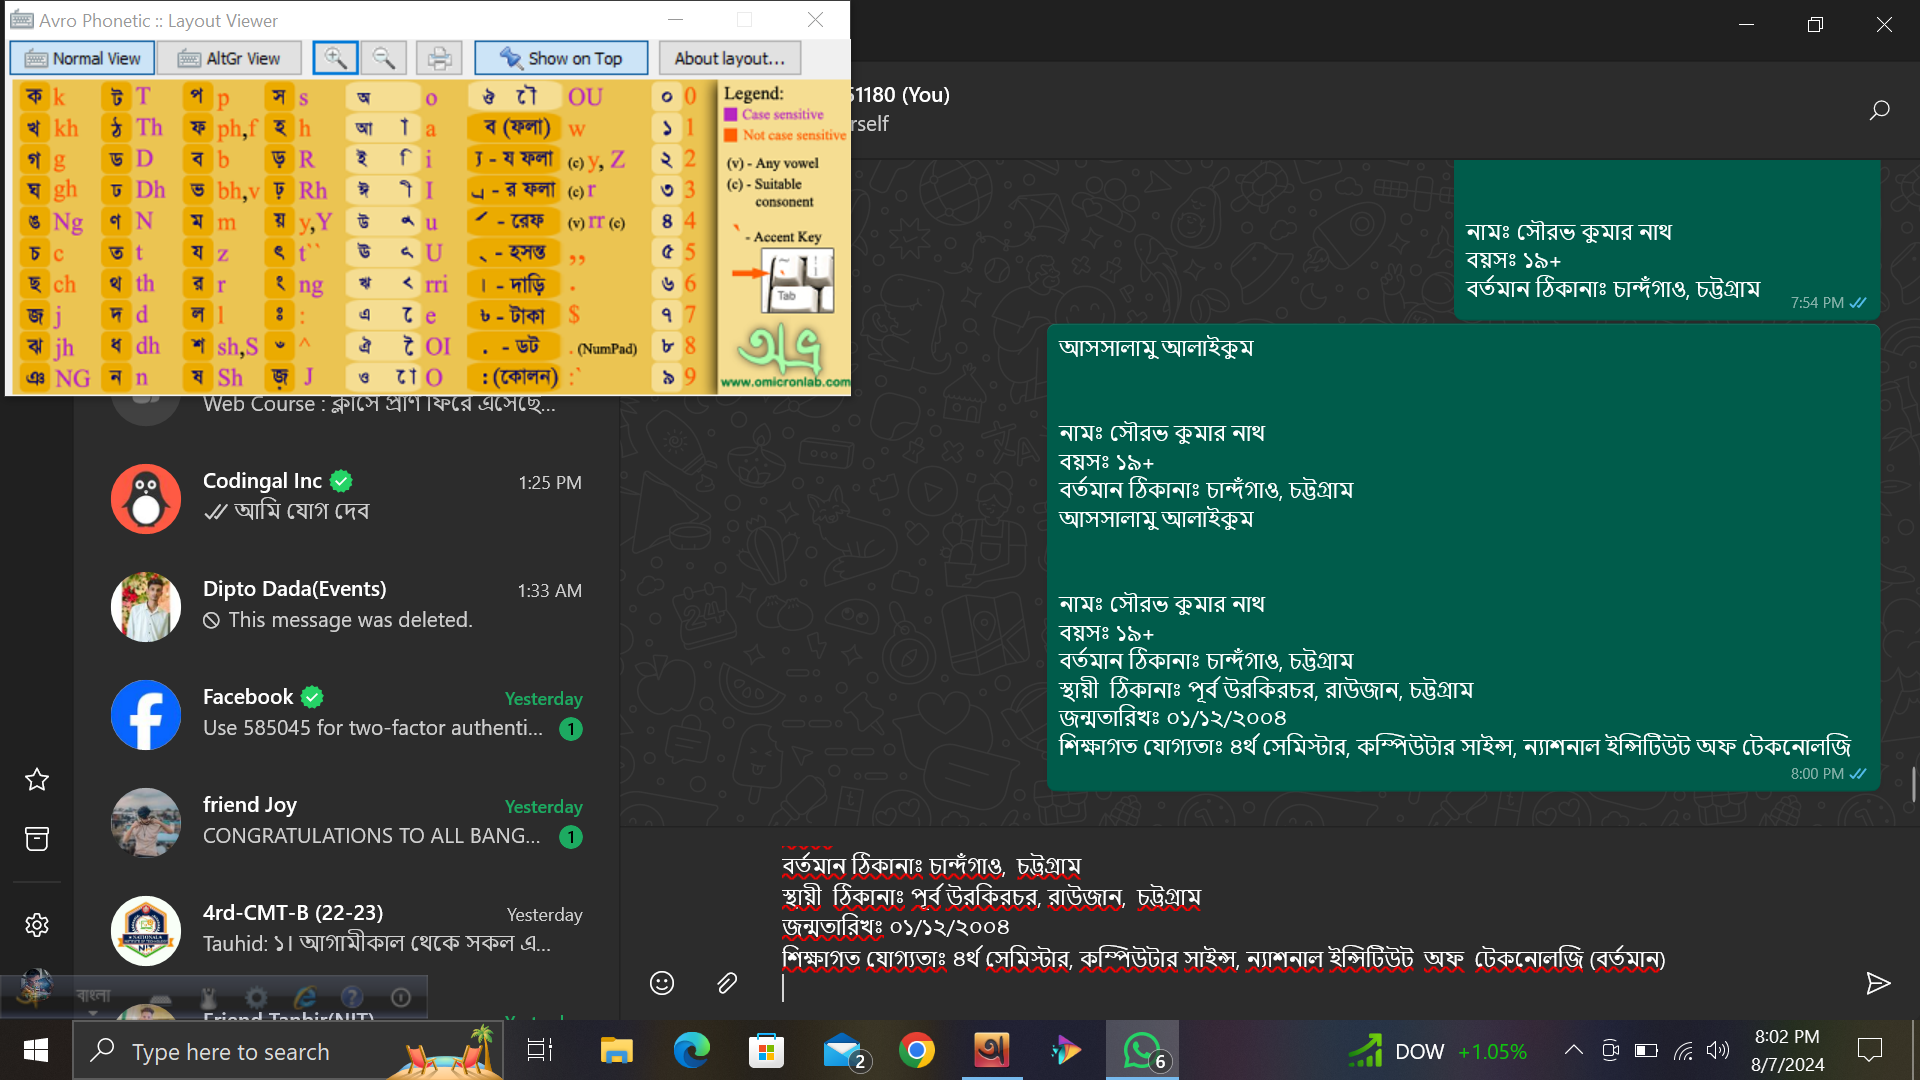 Avro Phonetic :: Layout Viewer
Normal View AltGr View Show on Top About layout...
ক k ট T প p স s অ o ঔ ৌ OU ০ 0
খ kh ঠ Th ফ ph,f হ h আ া a ব (ফলা) w ১ 1
গ g ড D ব b ড় R ই ি i ্য - য ফলা (c) y, Z ২ 2
ঘ gh ঢ Dh ভ bh,v ঢ় Rh ঈ ী I ্র - র ফলা (c) r ৩ 3
ঙ Ng ণ N ম m য় y,Y উ ু u র্ - রেফ (v) rr (c) ৪ 4
চ c ত t য z ৎ t`` ঊ ূ U ্ - হসন্ত ,, ৫ 5
ছ ch থ th র r ং ng ঋ ৃ rri । - দাড়ি . ৬ 6
জ j দ d ল l ঃ : এ ে e ৳ - টাকা $ ৭ 7
ঝ jh ধ dh শ sh,S ঁ ^ ঐ ৈ OI . - ডট . (NumPad) ৮ 8
ঞ NG ন n ষ Sh জ় J ও ো O : (কোলন) :` ৯ 9
Legend:
Case sensitive
Not case sensitive
(v) - Any vowel
(c) - Suitable
consonent
` - Accent Key
~ `
Tab
অভ্র
www.omicronlab.com
51180 (You)
rself
নামঃ সৌরভ কুমার নাথ
বয়সঃ ১৯+
বর্তমান ঠিকানাঃ চান্দঁগাও, চট্টগ্রাম
7:54 PM
আসসালামু আলাইকুম
নামঃ সৌরভ কুমার নাথ
বয়সঃ ১৯+
বর্তমান ঠিকানাঃ চান্দঁগাও, চট্টগ্রাম
আসসালামু আলাইকুম
নামঃ সৌরভ কুমার নাথ
বয়সঃ ১৯+
বর্তমান ঠিকানাঃ চান্দঁগাও, চট্টগ্রাম
স্থায়ী ঠিকানাঃ পূর্ব উরকিরচর, রাউজান, চট্টগ্রাম
জন্মতারিখঃ ০১/১২/২০০৪
শিক্ষাগত যোগ্যতাঃ ৪র্থ সেমিস্টার, কম্পিউটার সাইন্স, ন্যাশনাল ইন্সিটিউট অফ টেকনোলজি
8:00 PM
Web Course : ক্লাসে প্রাণ ফিরে এসেছে...
Codingal Inc 1:25 PM
আমি যোগ দেব
Dipto Dada(Events) 1:33 AM
This message was deleted.
Facebook Yesterday
Use 585045 for two-factor authenti... 1
friend Joy Yesterday
CONGRATULATIONS TO ALL BANG... 1
4rd-CMT-B (22-23) Yesterday
Tauhid: ১। আগামীকাল থেকে সকল এ...
Friend Tanbir(NIT)
বাংলা
বর্তমান ঠিকানাঃ চান্দঁগাও, চট্টগ্রাম
স্থায়ী ঠিকানাঃ পূর্ব উরকিরচর, রাউজান, চট্টগ্রাম
জন্মতারিখঃ ০১/১২/২০০৪
শিক্ষাগত যোগ্যতাঃ ৪র্থ সেমিস্টার, কম্পিউটার সাইন্স, ন্যাশনাল ইন্সিটিউট অফ টেকনোলজি (বর্তমান)
Type here to search
2
অ
6
DOW +1.05%
8:02 PM
8/7/2024